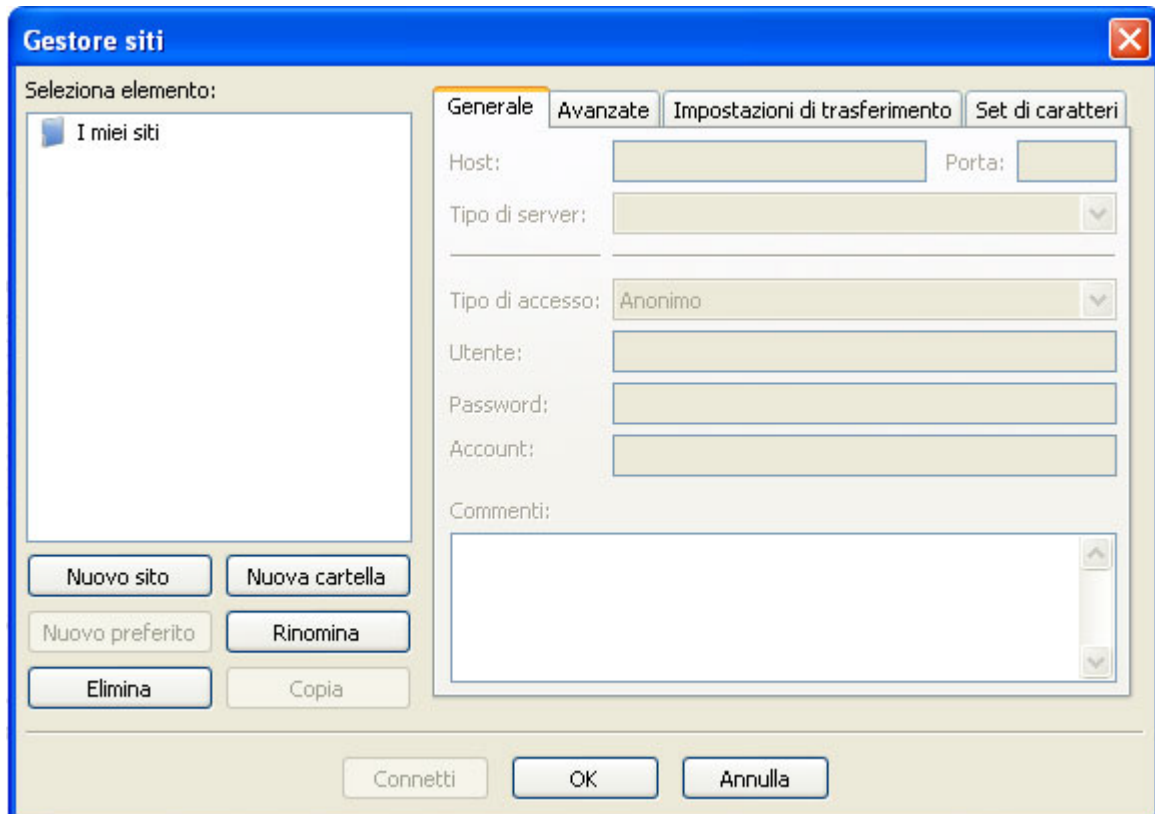 Gestore siti
Seleziona elemento:
I miei siti
Nuovo sito Nuova cartella
Nuovo preferito Rinomina
Elimina Copia
Generale Avanzate Impostazioni di trasferimento Set di caratteri
Host: Porta:
Tipo di server:
Tipo di accesso: Anonimo
Utente:
Password:
Account:
Commenti:
Connetti OK Annulla